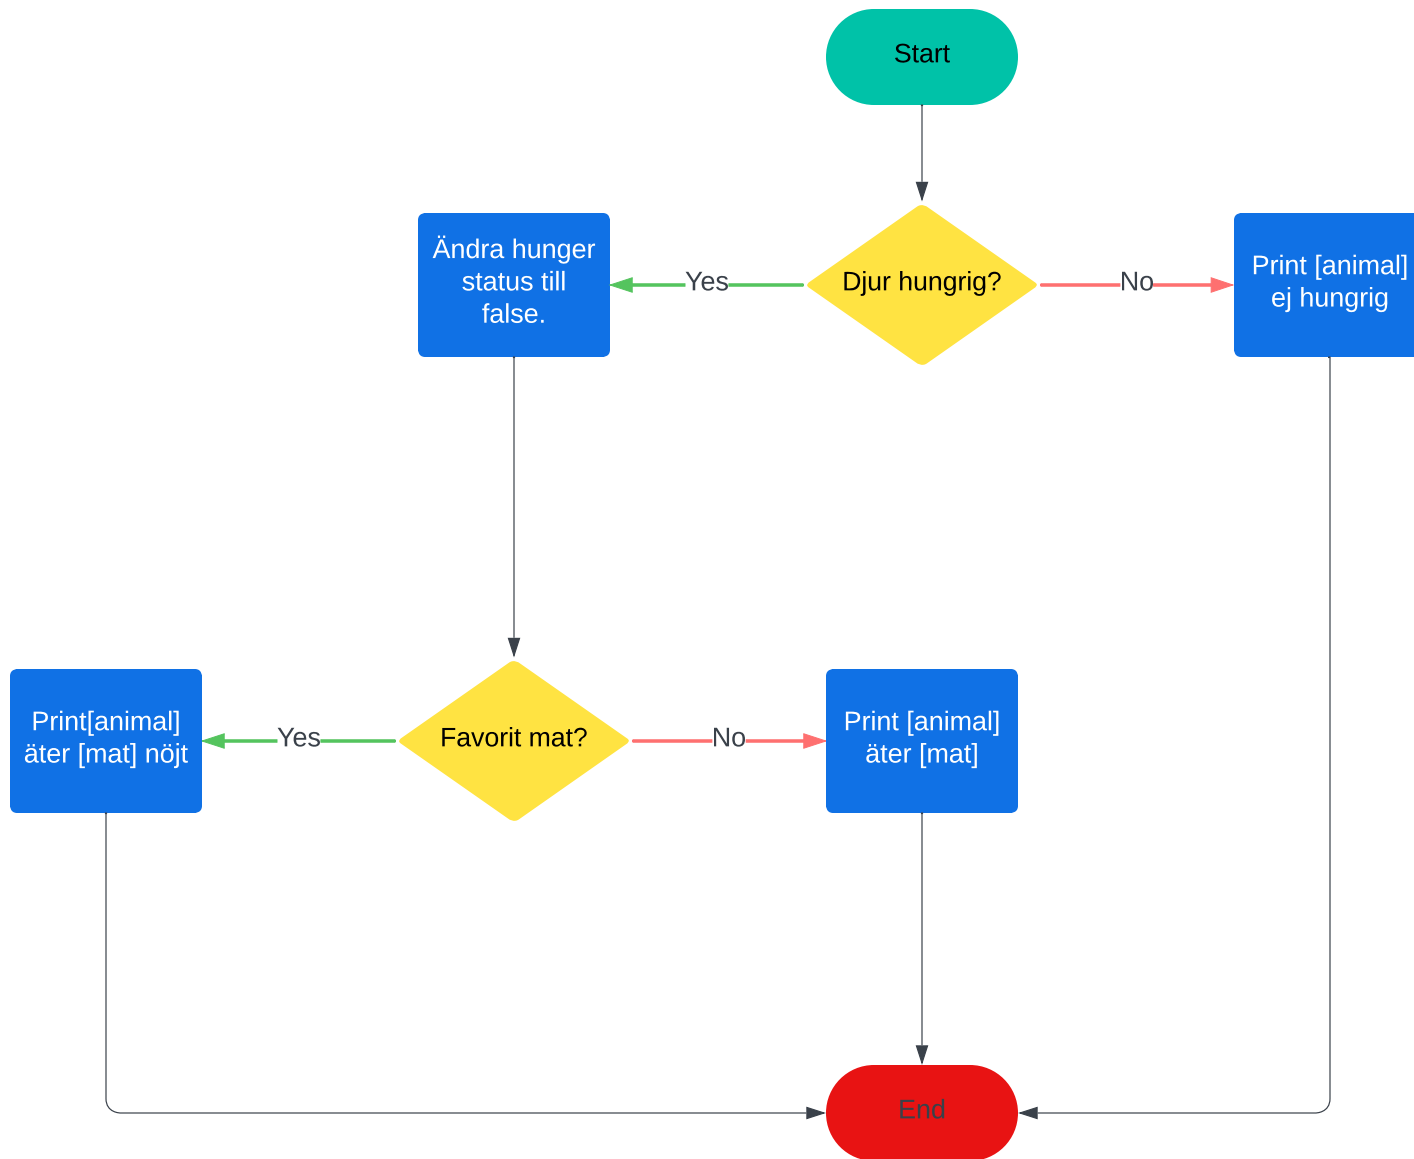 Start
Ändra hunger
status till
false.
Yes
Djur hungrig?
No
Print [animal]
ej hungrig
Print[animal]
äter [mat] nöjt
Yes
Favorit mat?
No
Print [animal]
äter [mat]
End